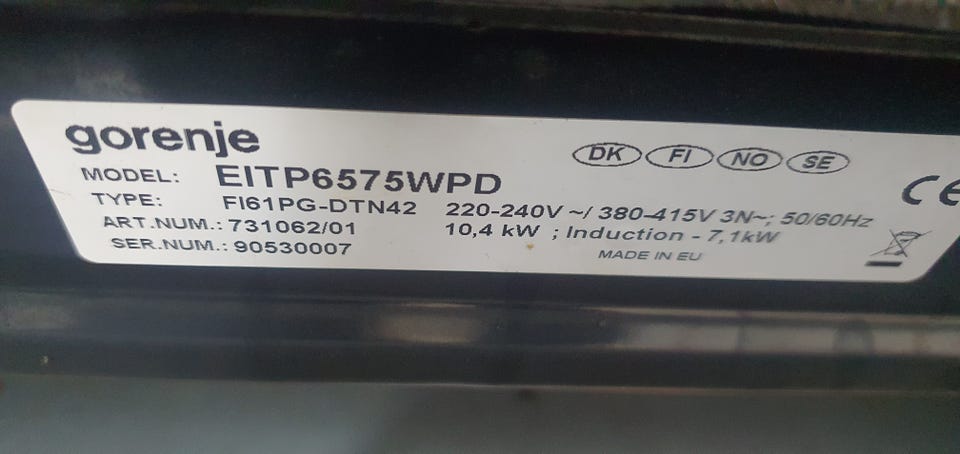 gorenje
DK FI NO SE
MODEL: EITP6575WPD
TYPE: FI61PG-DTN42 220-240V ~/ 380-415V 3N~; 50/60Hz
ART.NUM.: 731062/01 10,4 kW ; Induction - 7,1kW
SER.NUM.: 90530007
MADE IN EU
CE